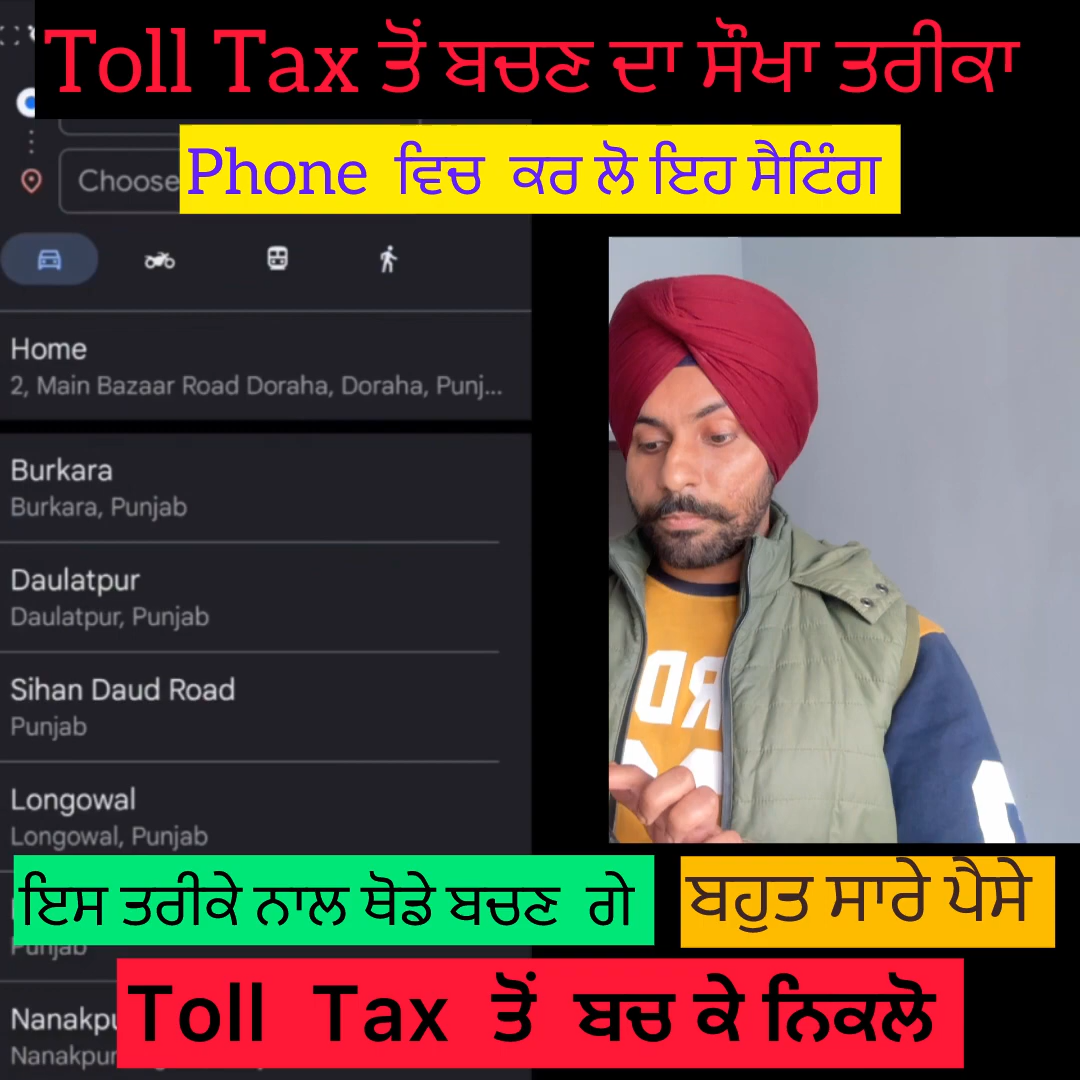 Toll Tax ਤੋਂ ਬਚਣ ਦਾ ਸੌਖਾ ਤਰੀਕਾ
Phone ਵਿਚ ਕਰ ਲੋ ਇਹ ਸੈਟਿੰਗ
Choose
Home
2, Main Bazaar Road Doraha, Doraha, Punj...
Burkara
Burkara, Punjab
Daulatpur
Daulatpur, Punjab
Sihan Daud Road
Punjab
Longowal
Longowal, Punjab
ਇਸ ਤਰੀਕੇ ਨਾਲ ਥੋਡੇ ਬਚਣ ਗੇ
ਬਹੁਤ ਸਾਰੇ ਪੈਸੇ
Punjab
Toll Tax ਤੋਂ ਬਚ ਕੇ ਨਿਕਲੋ